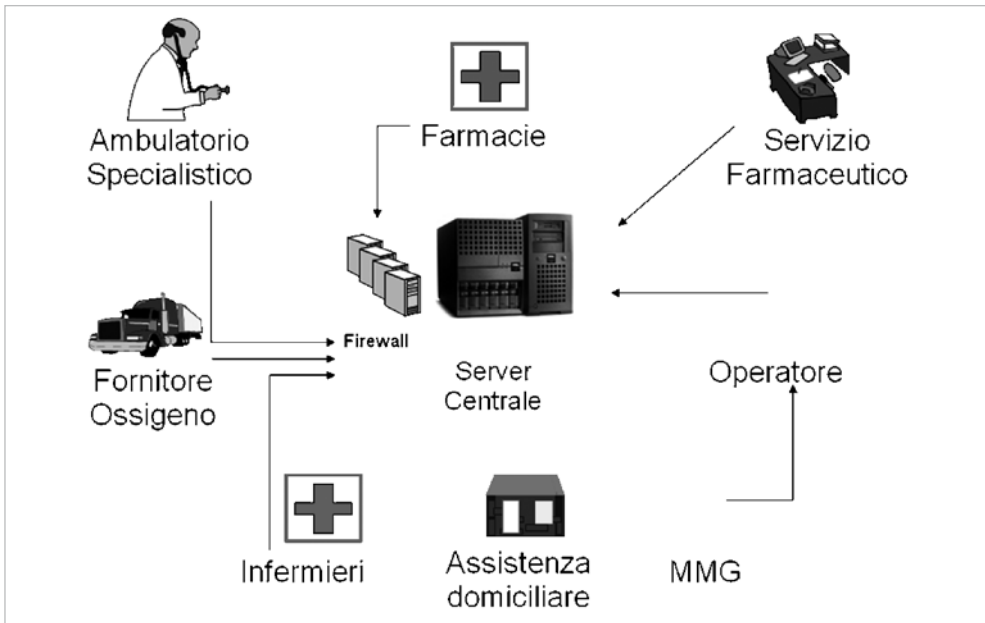 Ambulatorio
Specialistico
Farmacie
Servizio
Farmaceutico
Firewall
Fornitore
Ossigeno
Server
Centrale
Operatore
Infermieri
Assistenza
domiciliare
MMG